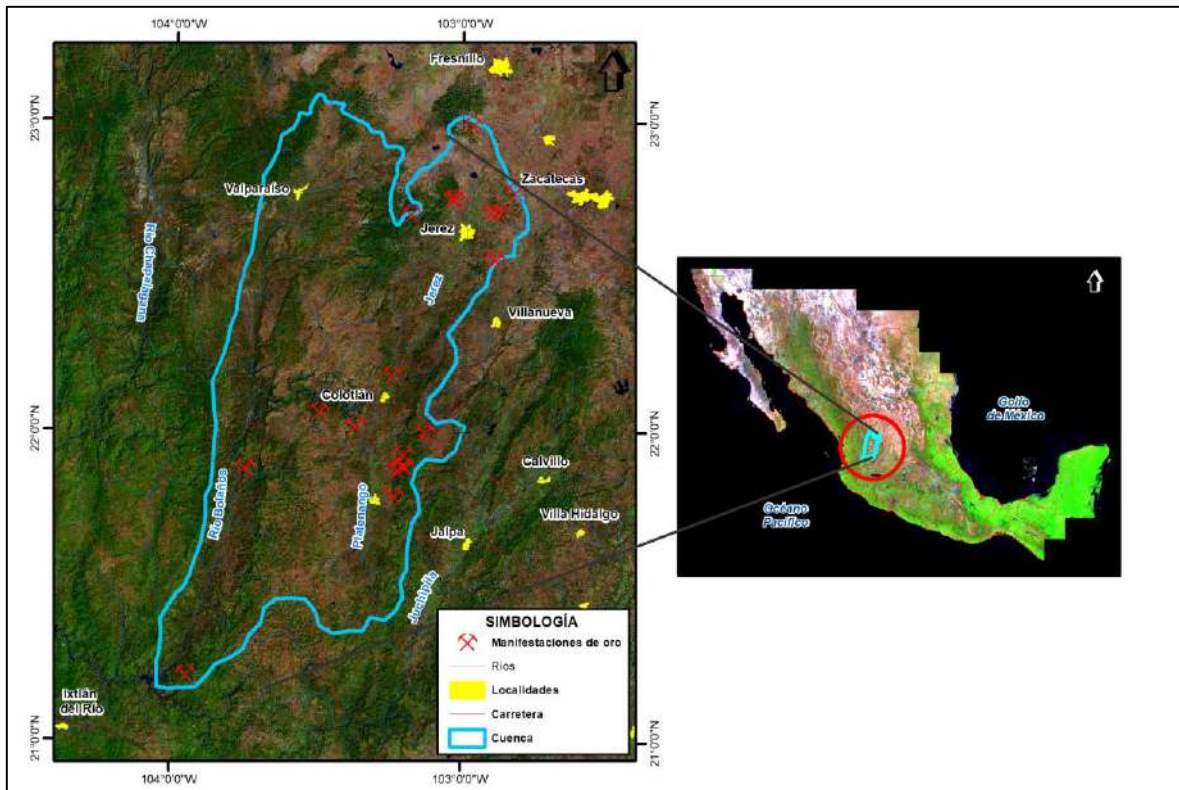 104°0'0"W
103°0'0"W
Fresnillo
23°0'0"N
23°0'0"N
Valparaíso
Zacatecas
Jerez
Río Chapalagana
Jerez
Villanueva
Colotlán
22°0'0"N
22°0'0"N
Río Bolaños
Platenango
Calvillo
Villa Hidalgo
Jalpa
Juchipila
Ixtlán
del Río
21°0'0"N
21°0'0"N
104°0'0"W
103°0'0"W
SIMBOLOGÍA
Manifestaciones de oro
Ríos
Localidades
Carretera
Cuenca
Golfo
de México
Océano
Pacífico